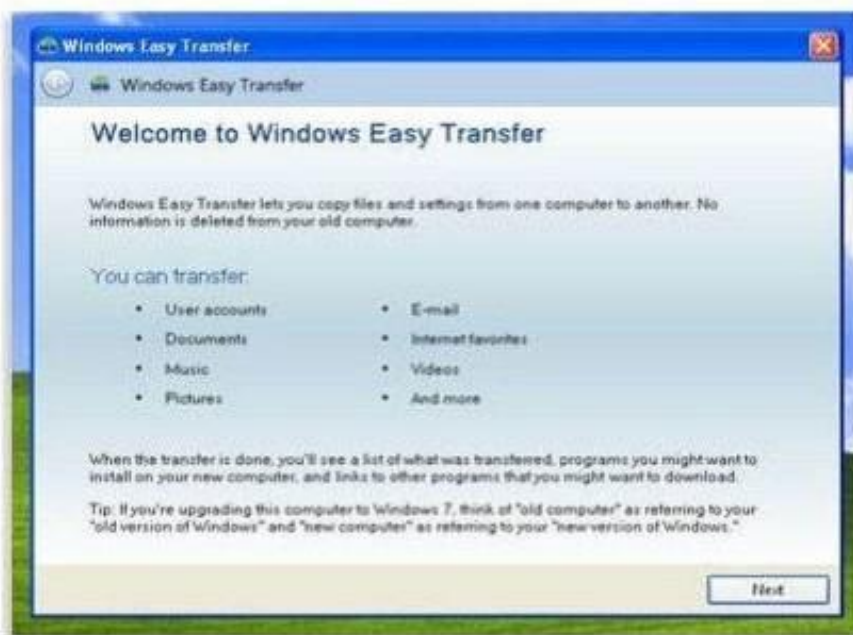 Windows Easy Transfer
Windows Easy Transfer
Welcome to Windows Easy Transfer
Windows Easy Transfer lets you copy files and settings from one computer to another. No
information is deleted from your old computer.
You can transfer:
• User accounts
• E-mail
• Documents
• Internet favorites
• Music
• Videos
• Pictures
• And more
When the transfer is done, you'll see a list of what was transferred, programs you might want to
install on your new computer, and links to other programs that you might want to download.
Tip: If you're upgrading this computer to Windows 7, think of "old computer" as referring to your
"old version of Windows" and "new computer" as referring to your "new version of Windows."
Next